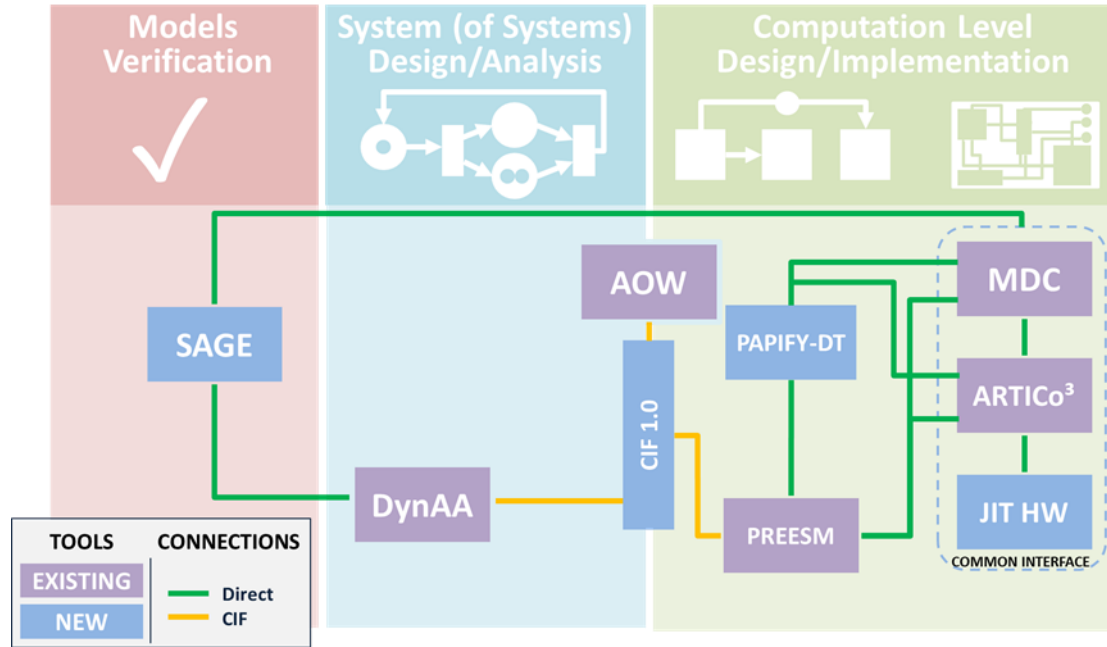 Models
Verification
System (of Systems)
Design/Analysis
Computation Level
Design/Implementation
AOW
MDC
SAGE
PAPIFY-DT
CIF 1.0
ARTICo³
DynAA
PREESM
JIT HW
COMMON INTERFACE
TOOLS
CONNECTIONS
EXISTING
NEW
Direct
CIF